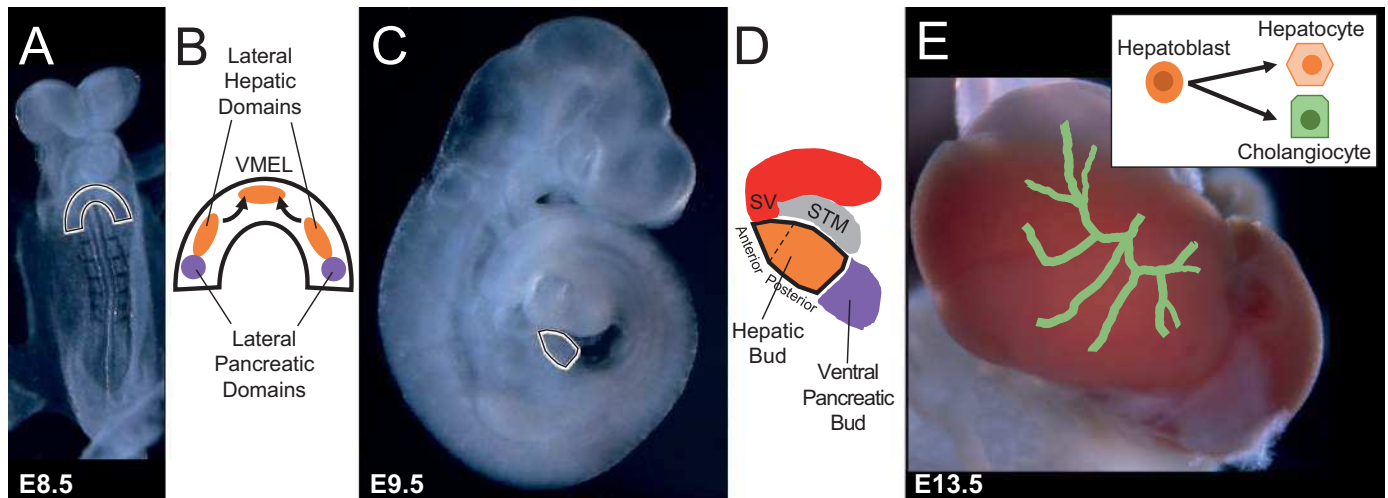 A
E8.5
B
Lateral
Hepatic
Domains
VMEL
Lateral
Pancreatic
Domains
C
E9.5
D
SV
STM
Anterior
Posterior
Hepatic
Bud
Ventral
Pancreatic
Bud
E
Hepatoblast
Hepatocyte
Cholangiocyte
E13.5